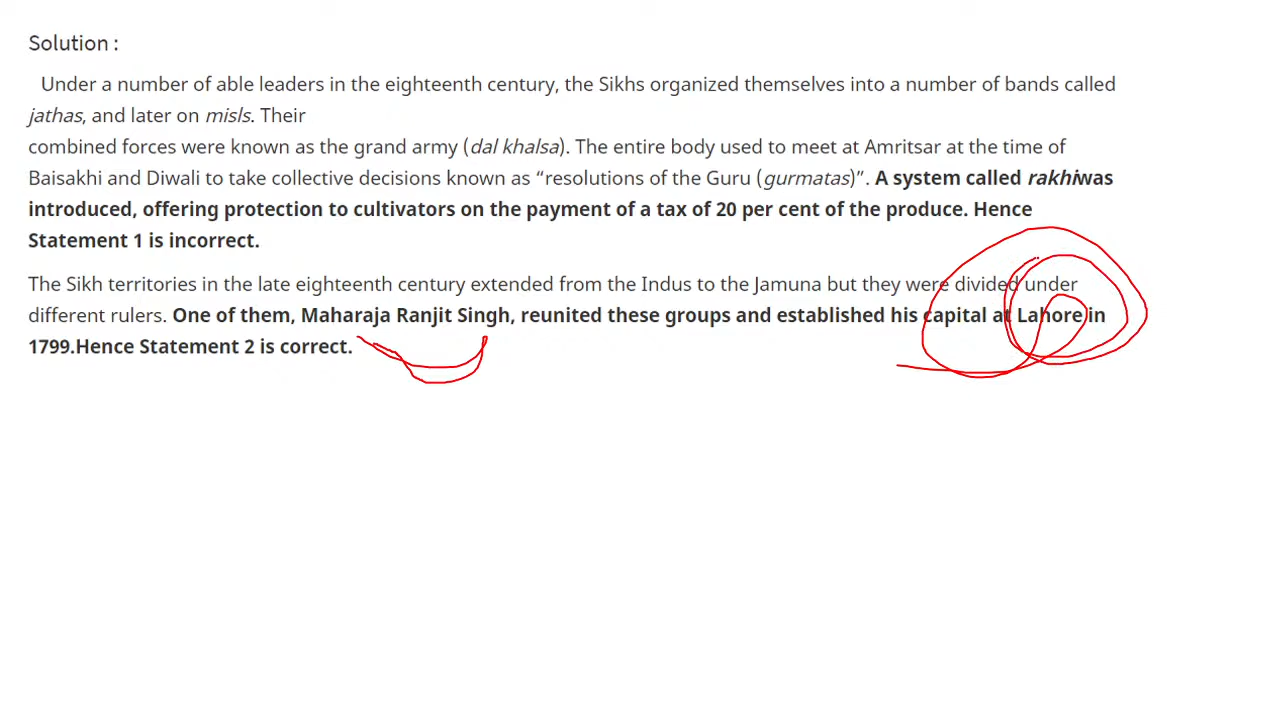 Solution :
Under a number of able leaders in the eighteenth century, the Sikhs organized themselves into a number of bands called
jathas, and later on misls. Their
combined forces were known as the grand army (dal khalsa). The entire body used to meet at Amritsar at the time of
Baisakhi and Diwali to take collective decisions known as “resolutions of the Guru (gurmatas)”. A system called rakhiwas
introduced, offering protection to cultivators on the payment of a tax of 20 per cent of the produce. Hence
Statement 1 is incorrect.
The Sikh territories in the late eighteenth century extended from the Indus to the Jamuna but they were divided under
different rulers. One of them, Maharaja Ranjit Singh, reunited these groups and established his capital at Lahore in
1799.Hence Statement 2 is correct.